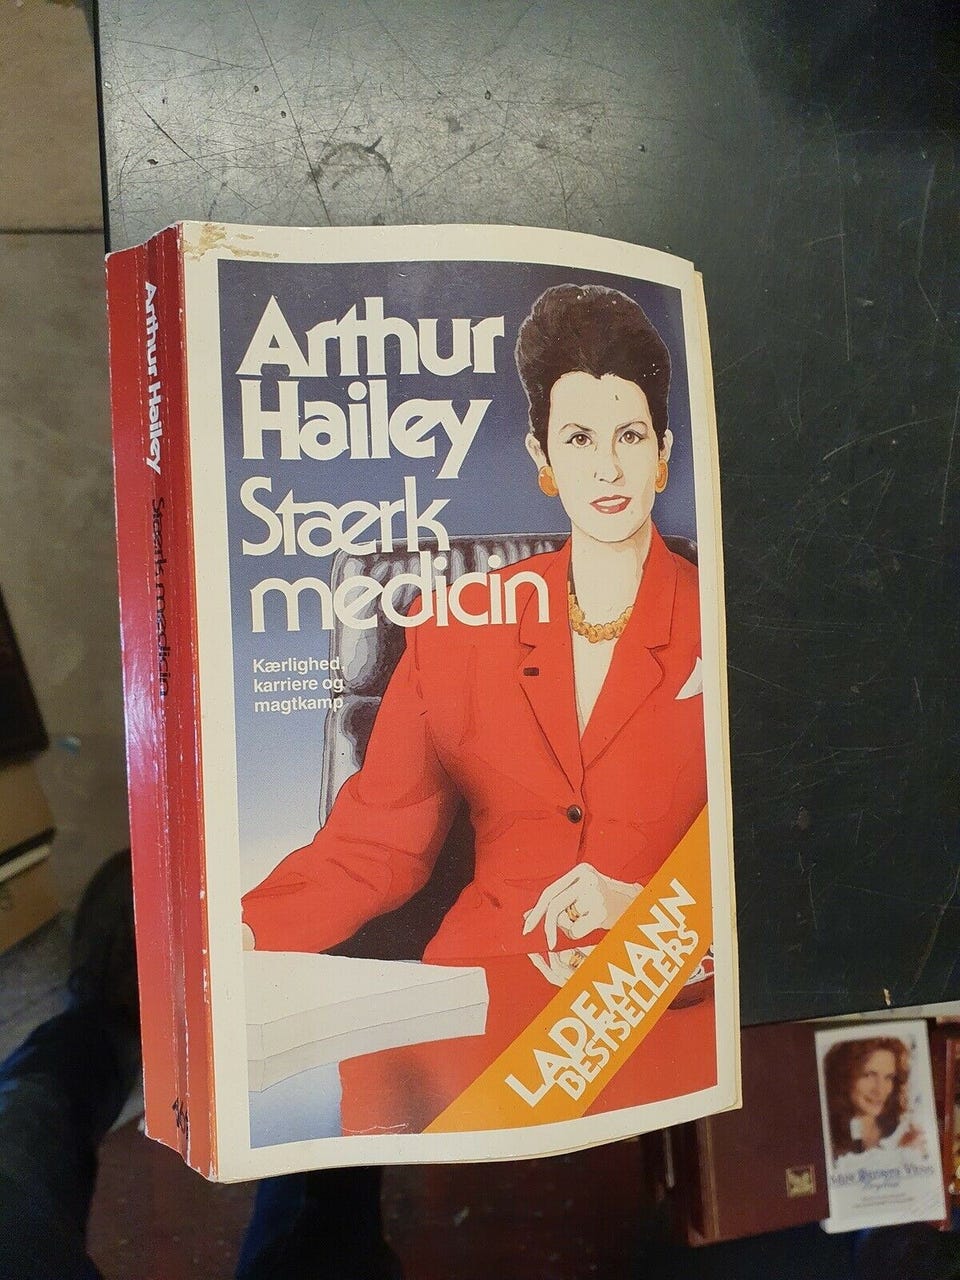 Arthur
Hailey
Stærk
medicin
Kærlighed,
karriere og
magtkamp
LADEMANN
BESTSELLERS
Arthur Hailey Stærk medicin